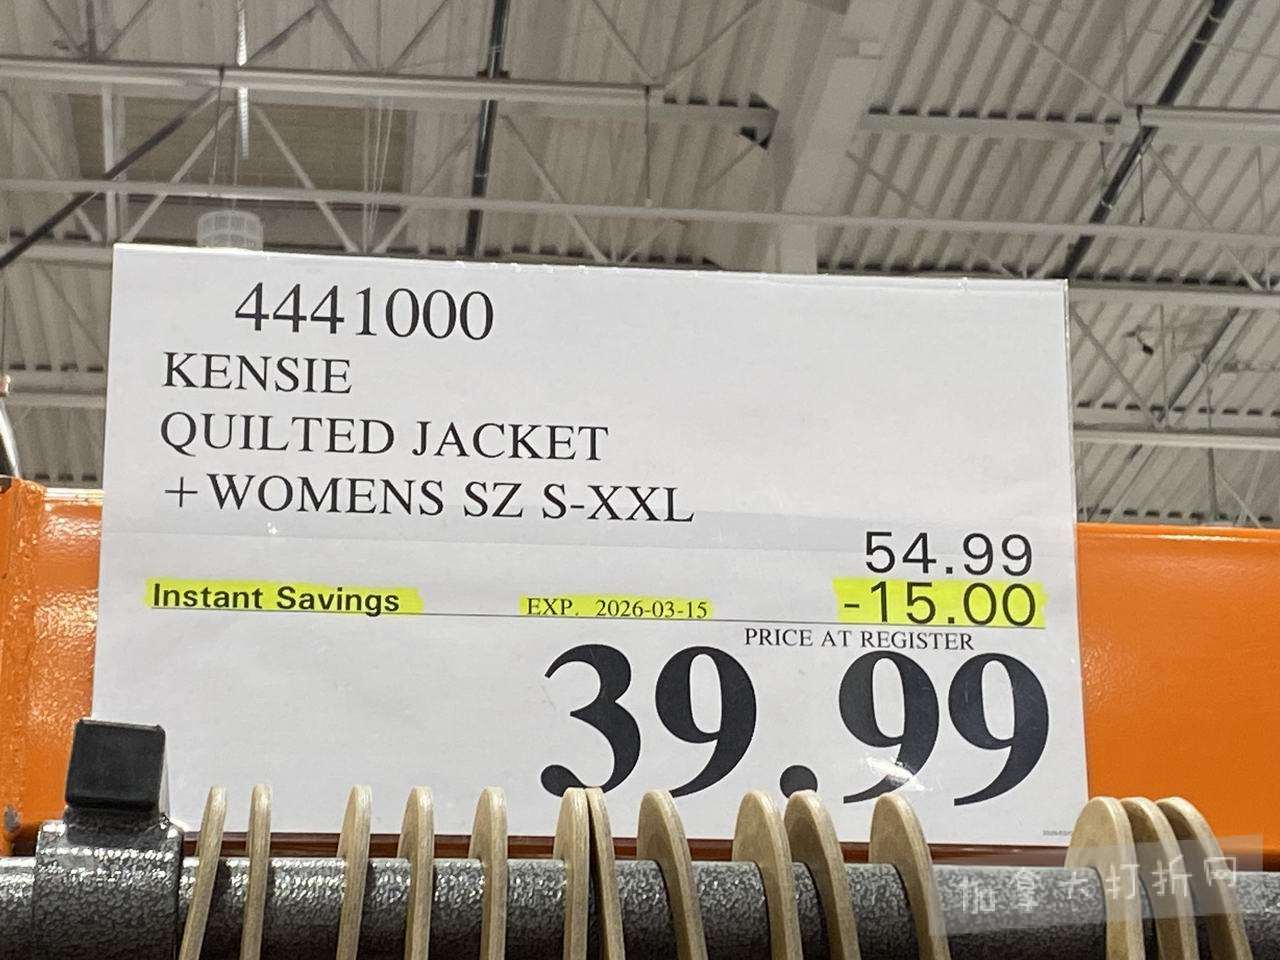 4441000
KENSIE
QUILTED JACKET
+WOMENS SZ S-XXL
54.99
Instant Savings EXP. 2026-03-15 -15.00
PRICE AT REGISTER
39.99
加拿大打折网